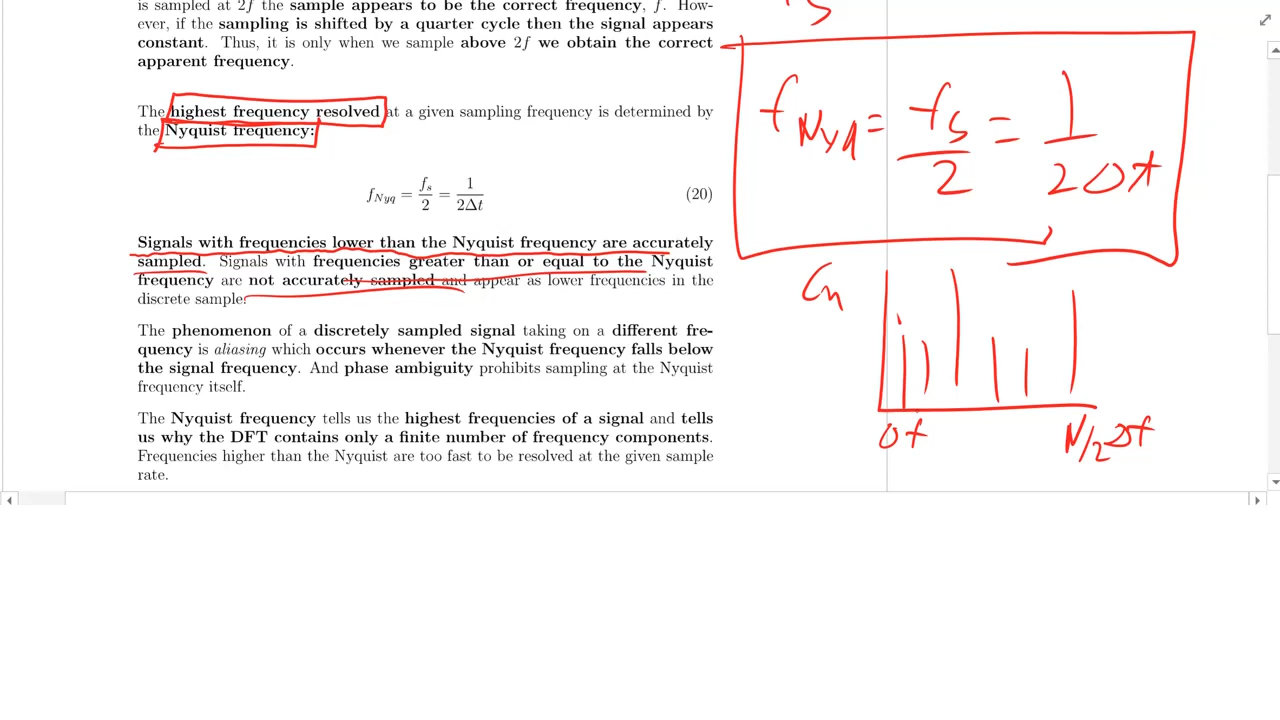 is sampled at 2f the sample appears to be the correct frequency, f. How-
ever, if the sampling is shifted by a quarter cycle then the signal appears
constant. Thus, it is only when we sample above 2f we obtain the correct
apparent frequency.
The highest frequency resolved at a given sampling frequency is determined by
the Nyquist frequency:
f_{Nyq} = f_s/2 = 1/2Δt (20)
Signals with frequencies lower than the Nyquist frequency are accurately
sampled. Signals with frequencies greater than or equal to the Nyquist
frequency are not accurately sampled and appear as lower frequencies in the
discrete sample.
The phenomenon of a discretely sampled signal taking on a different fre-
quency is aliasing which occurs whenever the Nyquist frequency falls below
the signal frequency. And phase ambiguity prohibits sampling at the Nyquist
frequency itself.
The Nyquist frequency tells us the highest frequencies of a signal and tells
us why the DFT contains only a finite number of frequency components.
Frequencies higher than the Nyquist are too fast to be resolved at the given sample
rate.
f_{Nyq} = f_s/2 = 1/2Δt
C_n
Δf
N/2 Δf